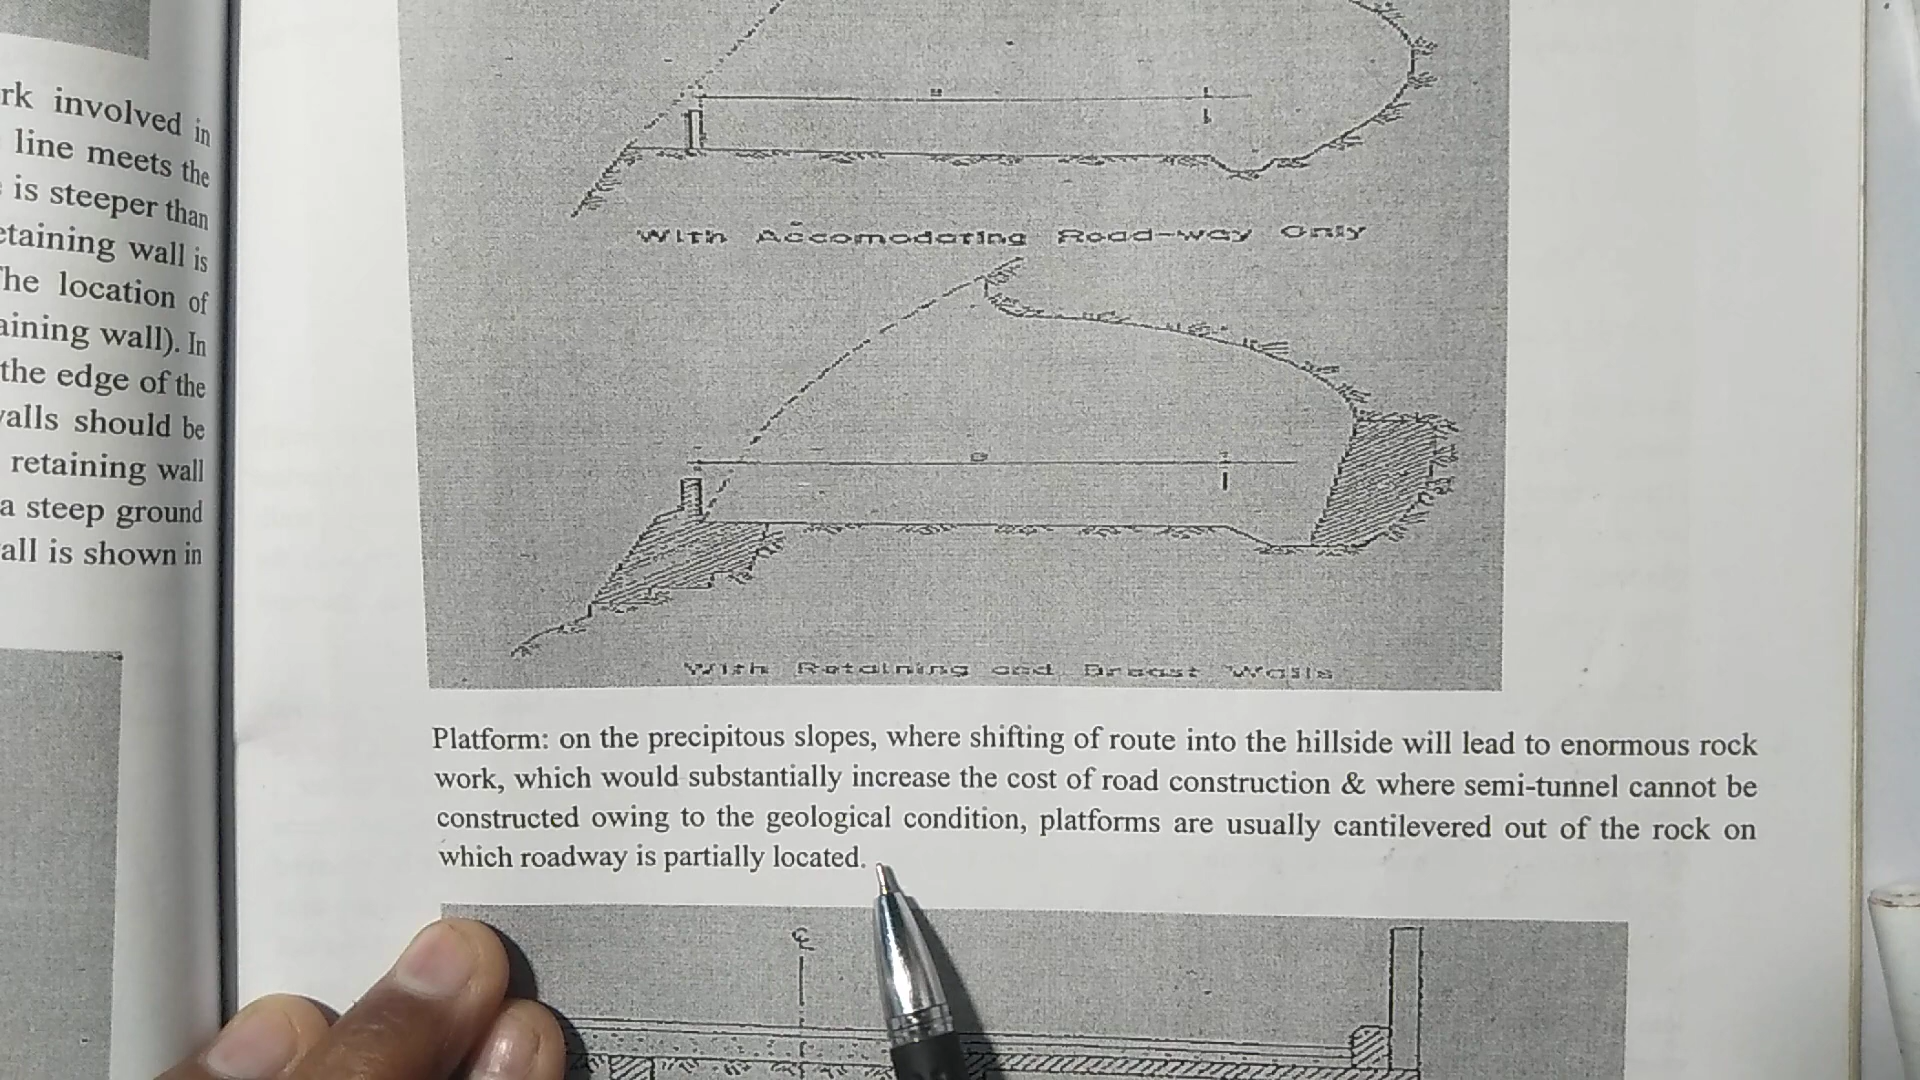 rk involved in
line meets the
is steeper than
etaining wall is
The location of
aining wall). In
the edge of the
walls should be
retaining wall
a steep ground
all is shown in
With Accomodating Road-way Only
With Retaining and Breast Walls
Platform: on the precipitous slopes, where shifting of route into the hillside will lead to enormous rock
work, which would substantially increase the cost of road construction & where semi-tunnel cannot be
constructed owing to the geological condition, platforms are usually cantilevered out of the rock on
which roadway is partially located.